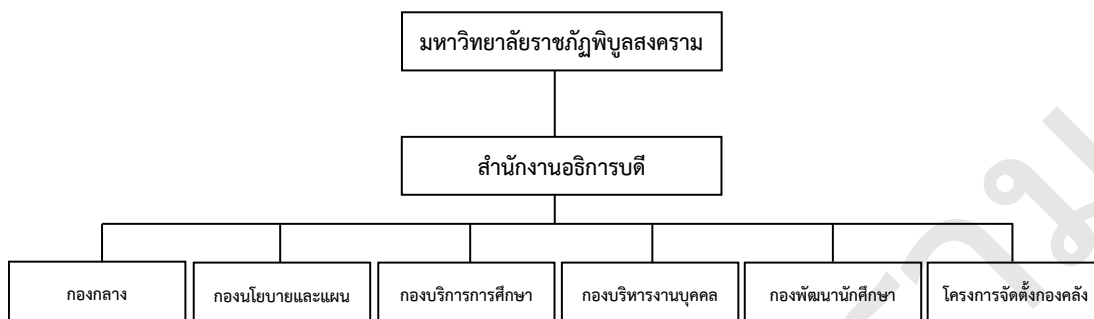 มหาวิทยาลัยราชภัฏพิบูลสงคราม
สำนักงานอธิการบดี
กองกลาง
กองนโยบายและแผน
กองบริการการศึกษา
กองบริหารงานบุคคล
กองพัฒนานักศึกษา
โครงการจัดตั้งกองคลัง